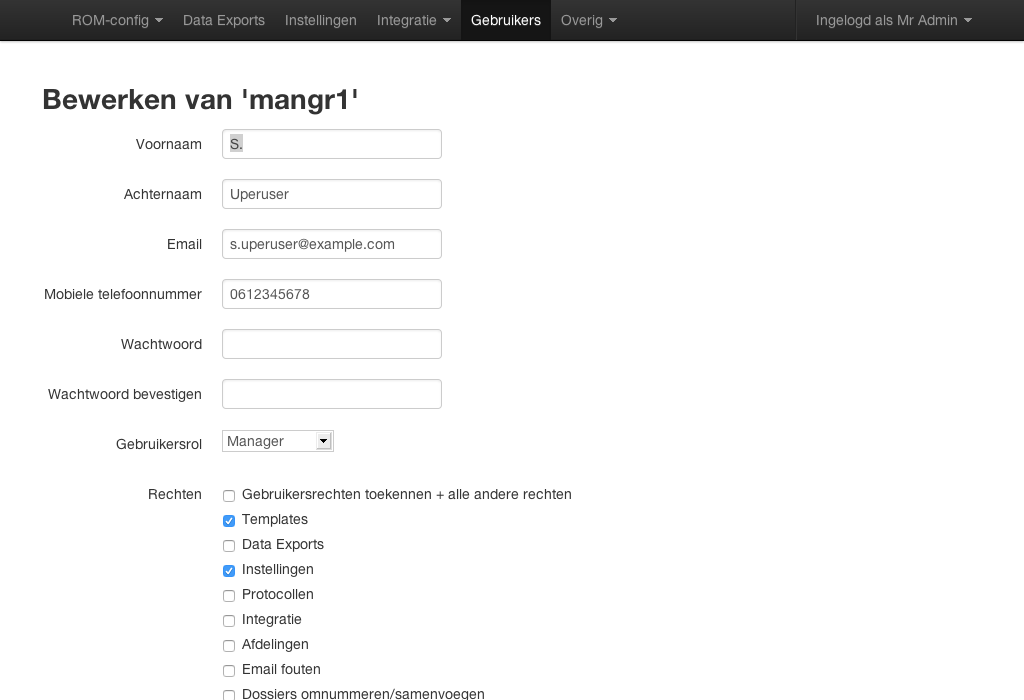 ROM-config Data Exports Instellingen Integratie Gebruikers Overig Ingelogd als Mr Admin
Bewerken van 'mangr1'
Voornaam S.
Achternaam Uperuser
Email s.uperuser@example.com
Mobiele telefoonnummer 0612345678
Wachtwoord
Wachtwoord bevestigen
Gebruikersrol Manager
Rechten Gebruikersrechten toekennen + alle andere rechten
Templates
Data Exports
Instellingen
Protocollen
Integratie
Afdelingen
Email fouten
Dossiers omnummeren/samenvoegen